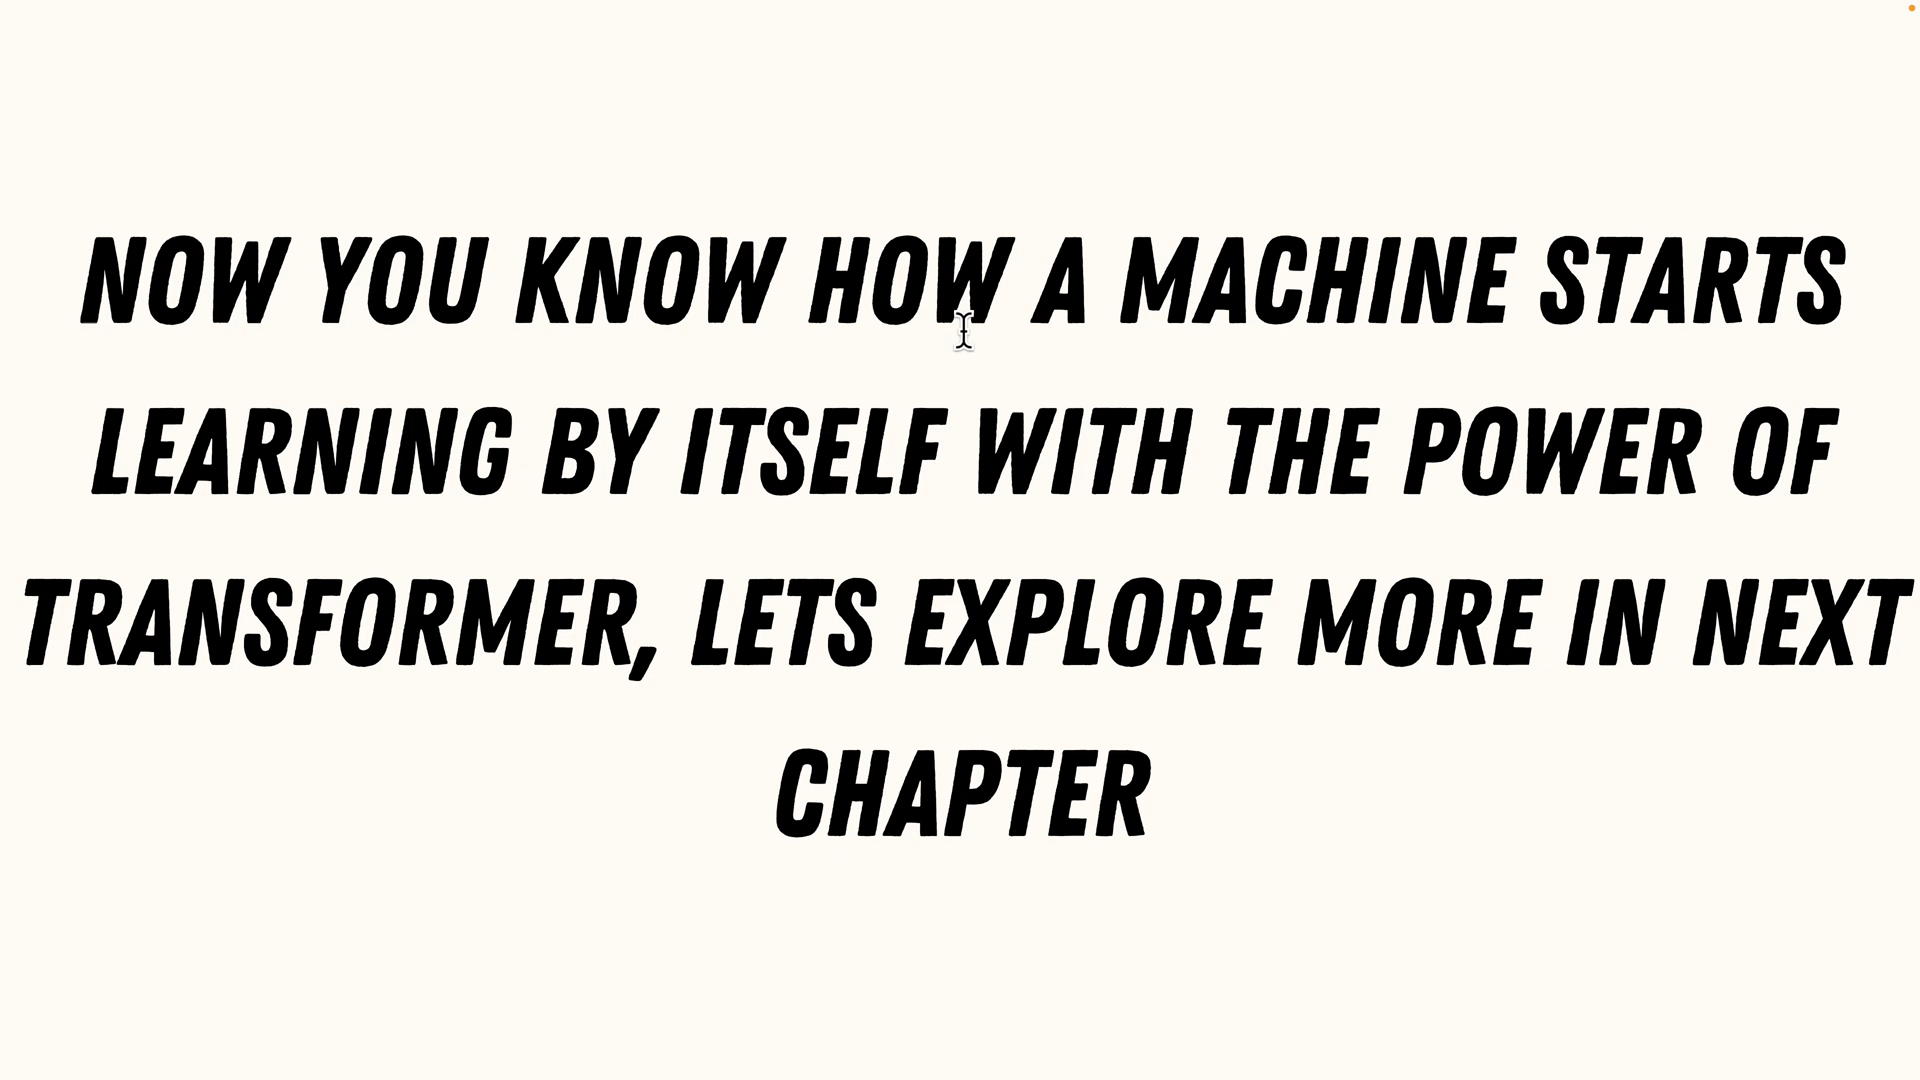 NOW YOU KNOW HOW A MACHINE STARTS
LEARNING BY ITSELF WITH THE POWER OF
TRANSFORMER, LETS EXPLORE MORE IN NEXT
CHAPTER